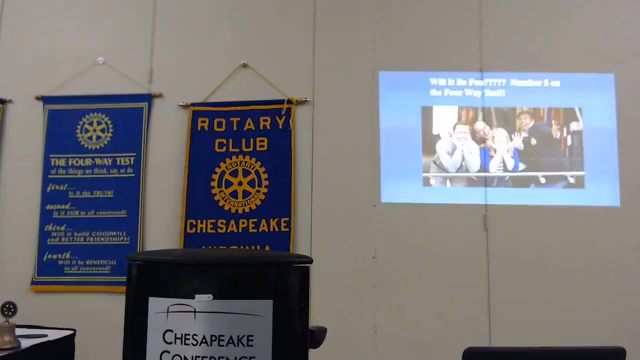 THE FOUR-WAY TEST
of the things we think, say, or do
first...
Is it the TRUTH?
second...
Is it FAIR to all concerned?
third...
Will it build GOODWILL
and BETTER FRIENDSHIPS?
fourth...
Will it be BENEFICIAL
to all concerned?
ROTARY
CLUB
ROTARY
INTERNATIONAL
CHESAPEAKE
VIRGINIA
Will It Be Fun????? Number 5 on
the Four Way Test!!
CHESAPEAKE
CONFERENCE